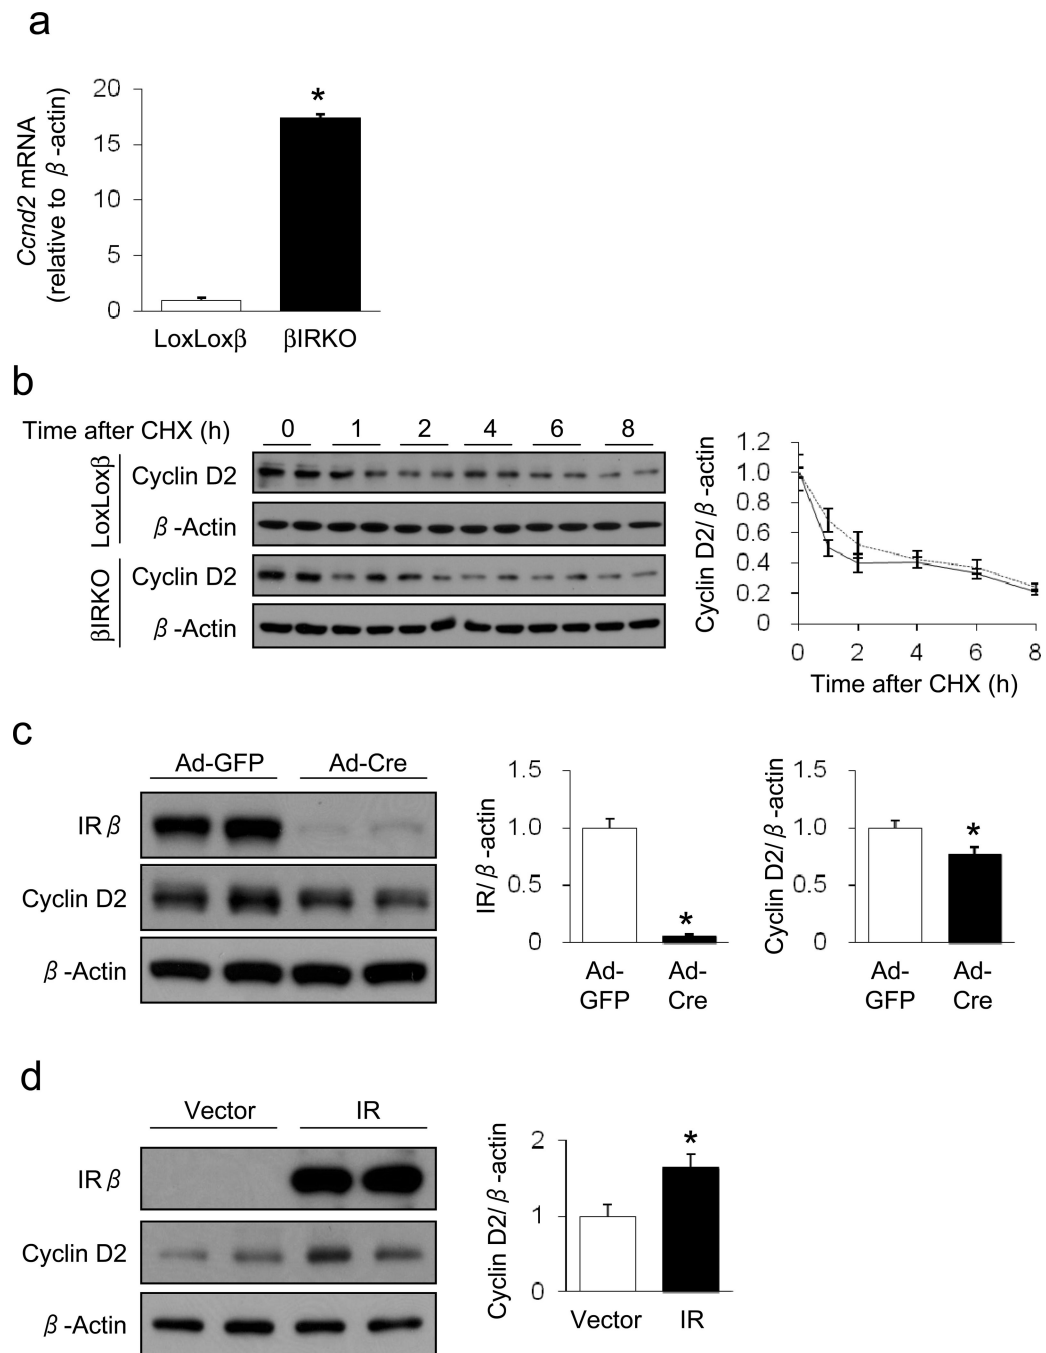 a
20
15
10
5
0
Ccnd2 mRNA
(relative to β-actin)
*
LoxLoxβ
βIRKO
b
Time after CHX (h)
0 1 2 4 6 8
LoxLoxβ
Cyclin D2
β-Actin
βIRKO
Cyclin D2
β-Actin
Cyclin D2/β-actin
1.2
1.0
0.8
0.6
0.4
0.2
0
0 2 4 6 8
Time after CHX (h)
c
Ad-GFP Ad-Cre
IRβ
Cyclin D2
β-Actin
IR/β-actin
1.5
1.0
0.5
0
*
Ad-GFP
Ad-Cre
Cyclin D2/β-actin
1.5
1.0
0.5
0
*
Ad-GFP
Ad-Cre
d
Vector IR
IRβ
Cyclin D2
β-Actin
Cyclin D2/β-actin
2
1
0
*
Vector IR